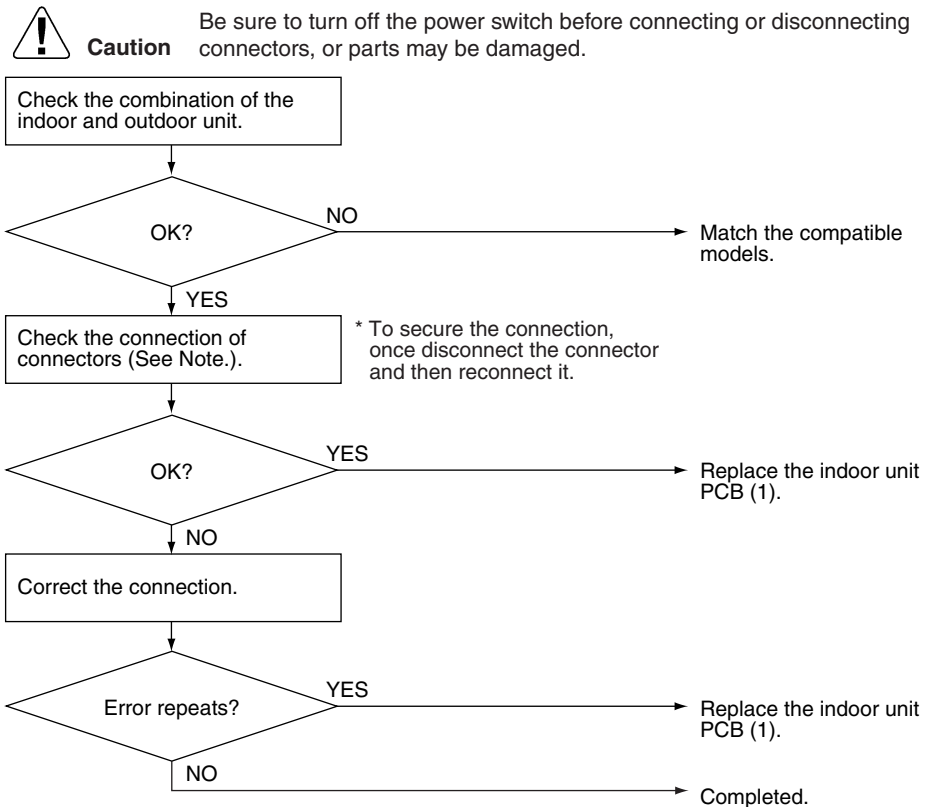 Be sure to turn off the power switch before connecting or disconnecting
Caution connectors, or parts may be damaged.
Check the combination of the
indoor and outdoor unit.
OK?
NO
Match the compatible
models.
YES
Check the connection of
connectors (See Note.).
* To secure the connection,
once disconnect the connector
and then reconnect it.
OK?
YES
Replace the indoor unit
PCB (1).
NO
Correct the connection.
Error repeats?
YES
Replace the indoor unit
PCB (1).
NO
Completed.